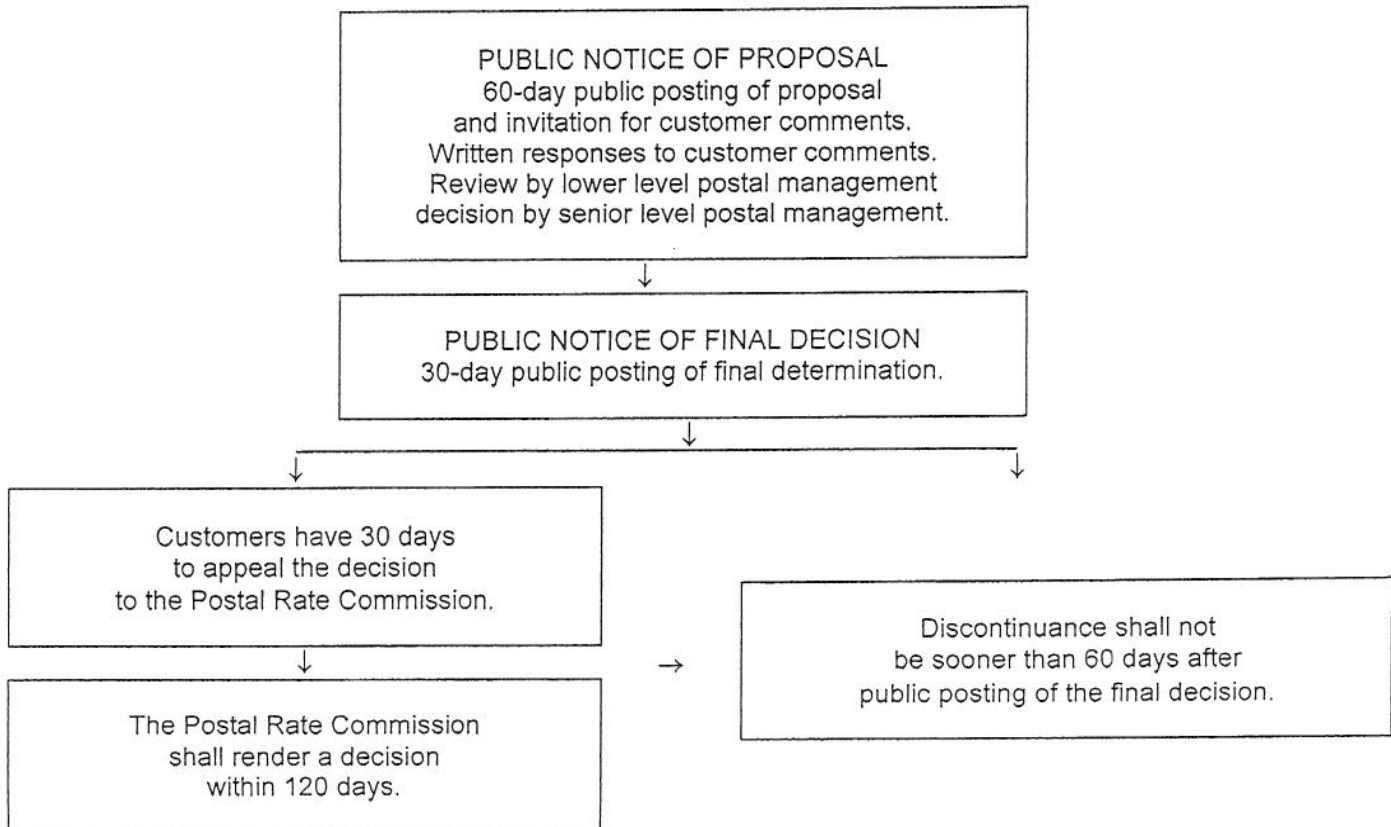 PUBLIC NOTICE OF PROPOSAL
60-day public posting of proposal
and invitation for customer comments.
Written responses to customer comments.
Review by lower level postal management
decision by senior level postal management.
PUBLIC NOTICE OF FINAL DECISION
30-day public posting of final determination.
Customers have 30 days
to appeal the decision
to the Postal Rate Commission.
The Postal Rate Commission
shall render a decision
within 120 days.
Discontinuance shall not
be sooner than 60 days after
public posting of the final decision.